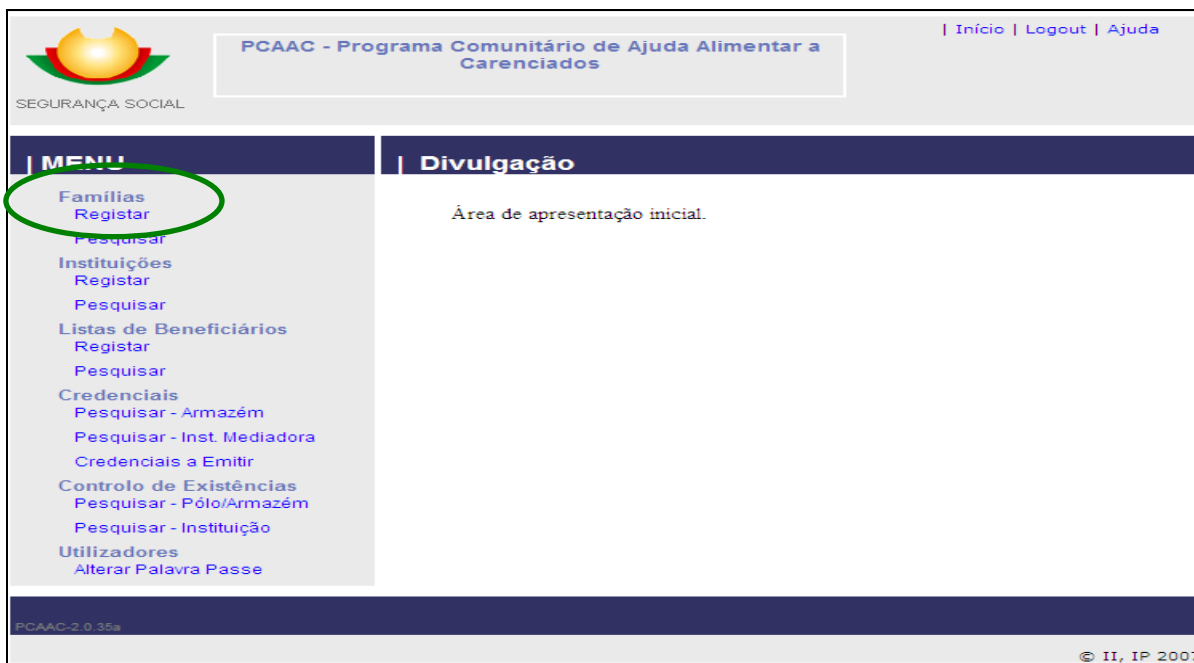 | Início | Logout | Ajuda
PCAAC - Programa Comunitário de Ajuda Alimentar a
Carenciados
SEGURANÇA SOCIAL
| MENU
Famílias
Registar
Pesquisar
Instituições
Registar
Pesquisar
Listas de Beneficiários
Registar
Pesquisar
Credenciais
Pesquisar - Armazém
Pesquisar - Inst. Mediadora
Credenciais a Emitir
Controlo de Existências
Pesquisar - Pólo/Armazém
Pesquisar - Instituição
Utilizadores
Alterar Palavra Passe
| Divulgação
Área de apresentação inicial.
PCAAC-2.0.35a
© II, IP 2007